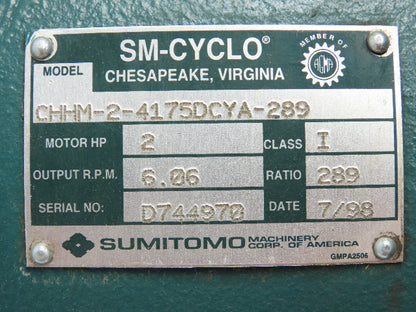 SM-CYCLO®
MEMBER OF
AGMA
MODEL
CHESAPEAKE, VIRGINIA
CHHM-2-4175DCYA-289
MOTOR HP 2 CLASS I
OUTPUT R.P.M. 6.06 RATIO 289
SERIAL NO: D744970 DATE 7/98
SUMITOMO MACHINERY
CORP. OF AMERICA
GMPA2506